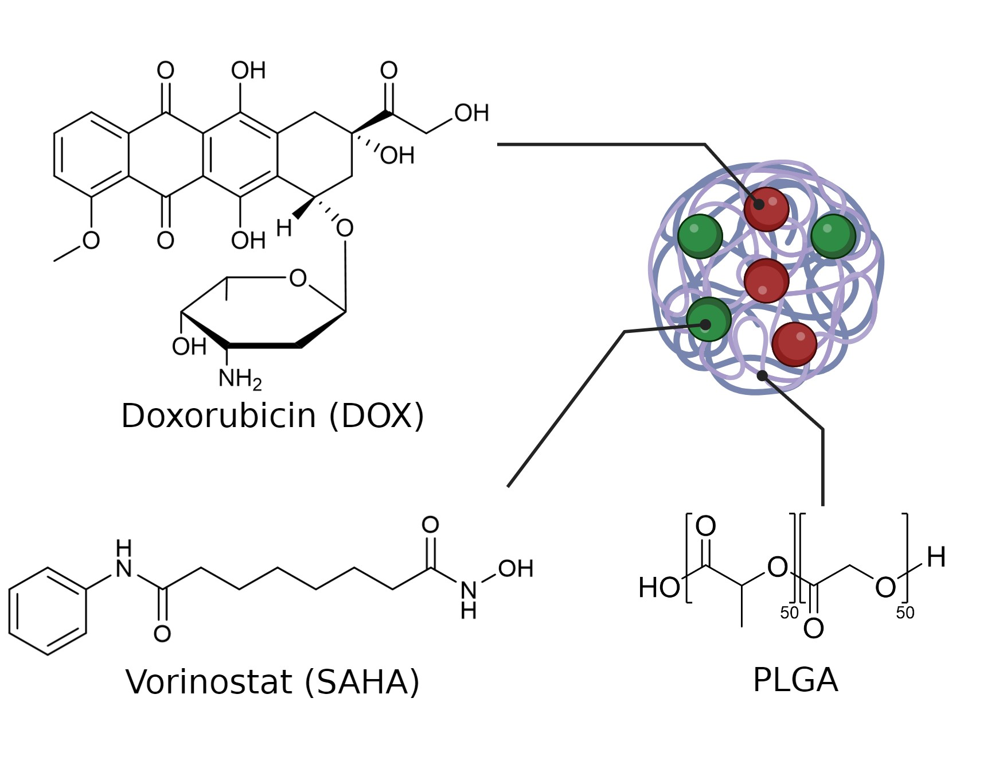 O OH O
OH
OH
H O
O O OH
O
OH
NH2
Doxorubicin (DOX)
O
H
N OH
N
H
O
Vorinostat (SAHA)
O
H
O
HO O
50 50
O
PLGA